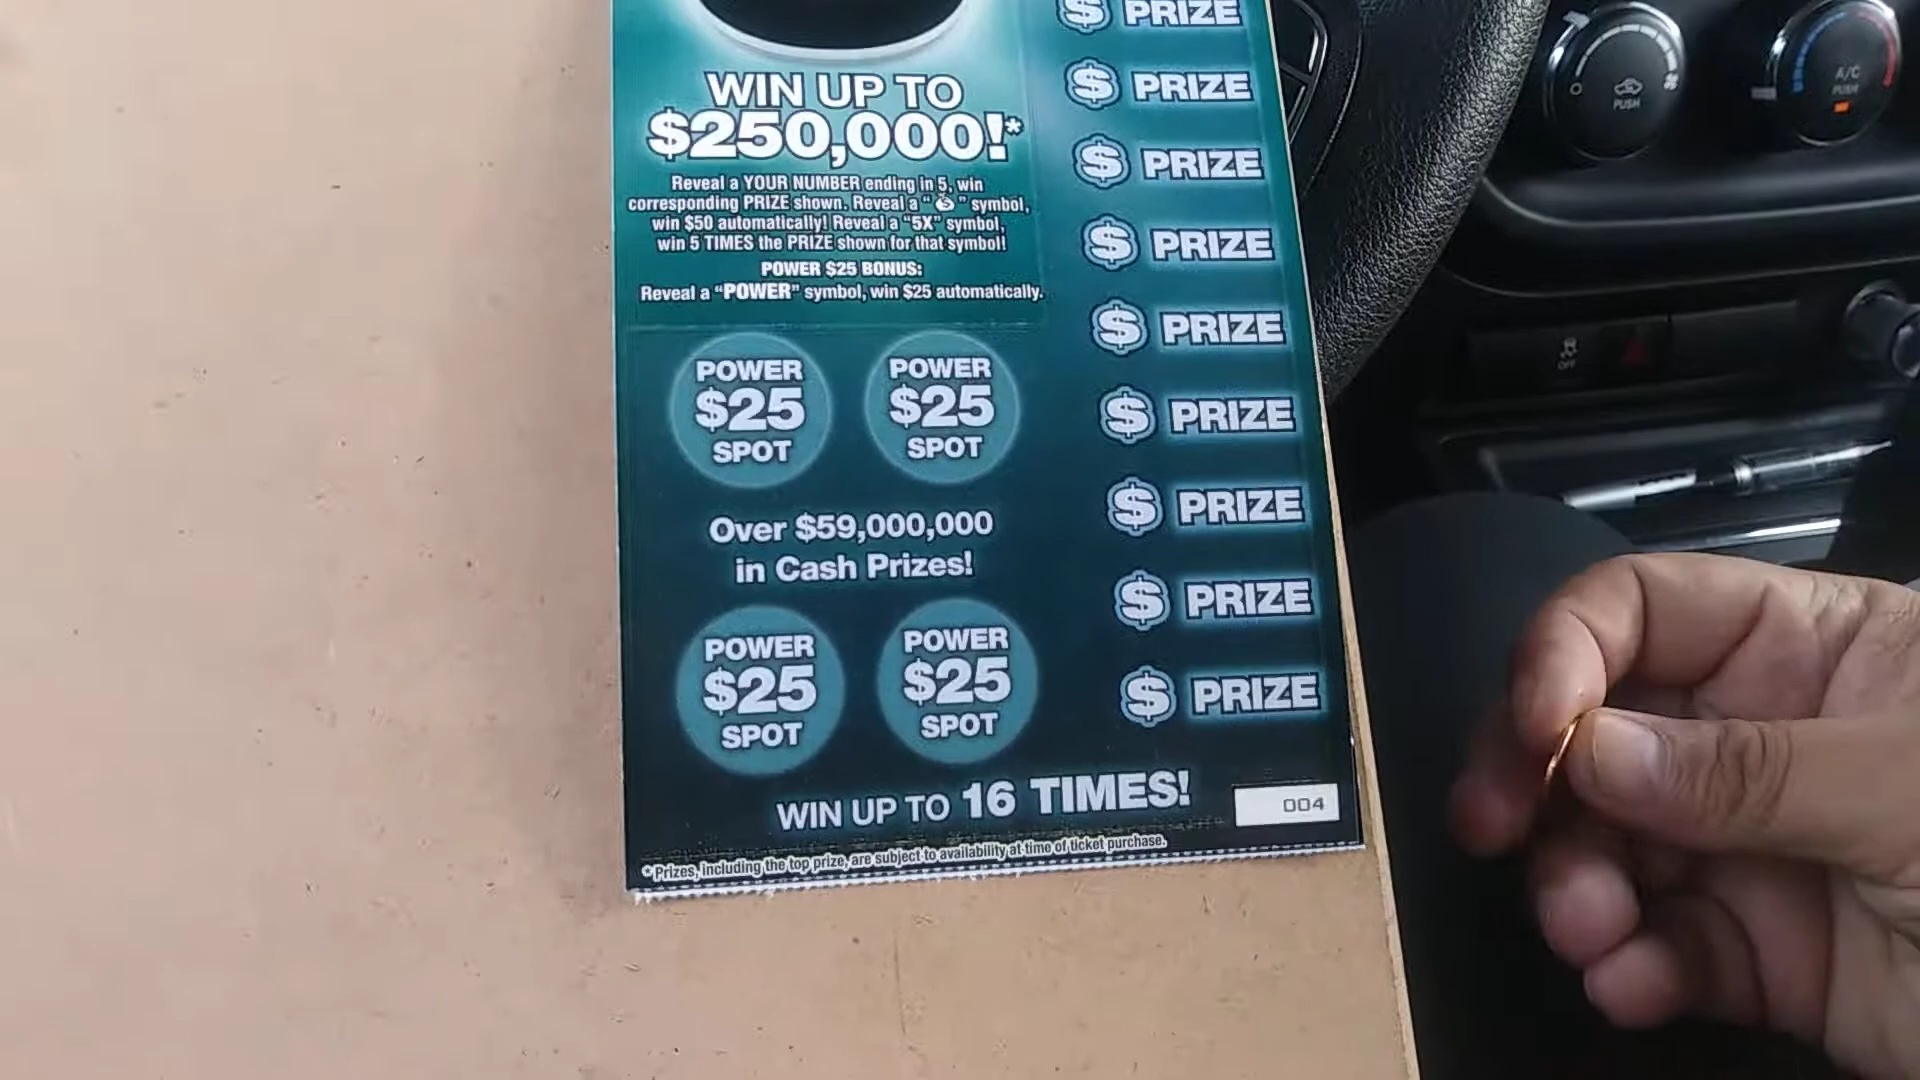 WIN UP TO
$250,000!*
Reveal a YOUR NUMBER ending in 5, win
corresponding PRIZE shown. Reveal a " $ " symbol,
win $50 automatically! Reveal a "5X" symbol,
win 5 TIMES the PRIZE shown for that symbol!
POWER $25 BONUS:
Reveal a "POWER" symbol, win $25 automatically.
POWER
$25
SPOT
POWER
$25
SPOT
Over $59,000,000
in Cash Prizes!
POWER
$25
SPOT
POWER
$25
SPOT
$ PRIZE
$ PRIZE
$ PRIZE
$ PRIZE
$ PRIZE
$ PRIZE
$ PRIZE
$ PRIZE
$ PRIZE
WIN UP TO 16 TIMES!
004
*Prizes, including the top prize, are subject to availability at time of ticket purchase.
PUSH
A/C
PUSH
OFF